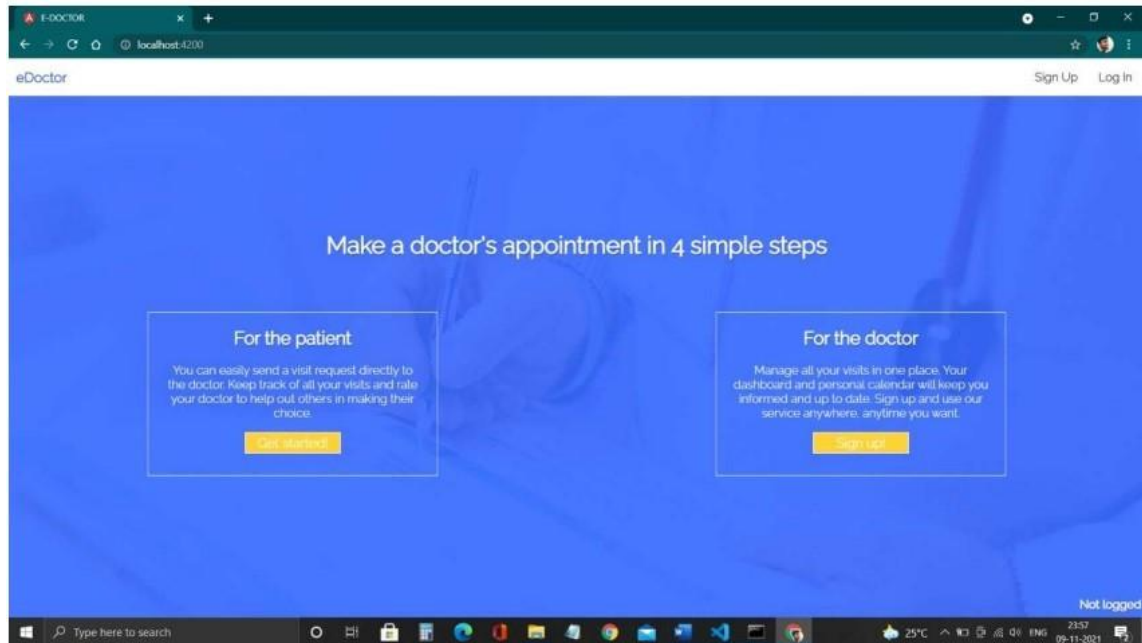 E-DOCTOR
localhost:4200
eDoctor
Sign Up Log In
Make a doctor's appointment in 4 simple steps
For the patient
You can easily send a visit request directly to
the doctor. Keep track of all your visits and rate
your doctor to help out others in making their
choice.
Get started!
For the doctor
Manage all your visits in one place. Your
dashboard and personal calendar will keep you
informed and up to date. Sign up and use our
service anywhere, anytime you want.
Sign up!
Not logged
Type here to search
25°C
ENG
23:57
09-11-2021